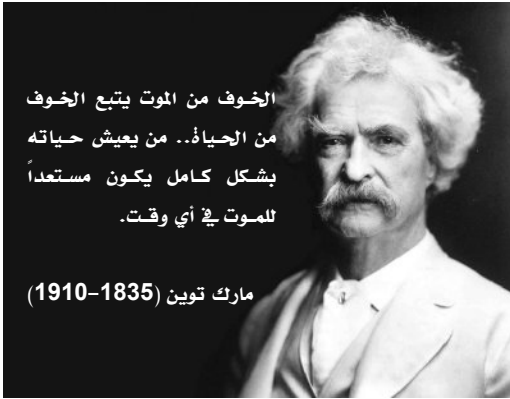 الخوف من الموت يتبع الخوف
من الحياة.. من يعيش حياته
بشكل كامل يكون مستعداً
للموت في أي وقت.
مارك توين (1835-1910)